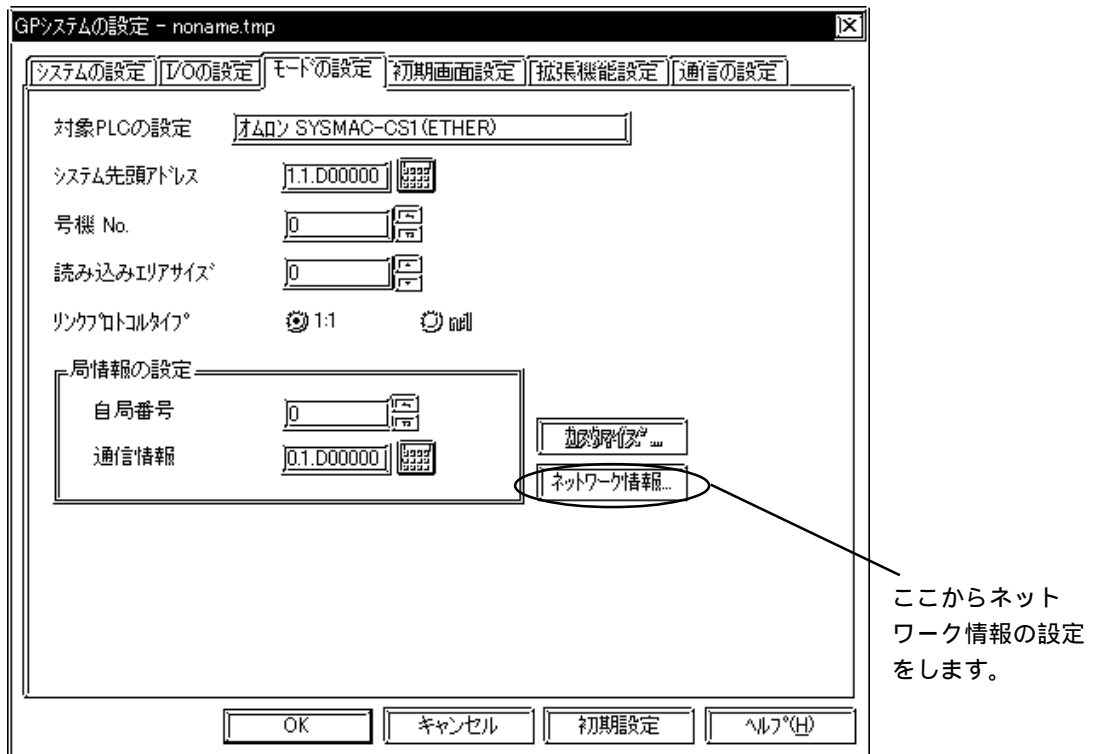 GPシステムの設定 - noname.tmp
システムの設定 I/Oの設定 モードの設定 初期画面設定 拡張機能設定 通信の設定
対象PLCの設定 オムロン SYSMAC-CS1(ETHER)
システム先頭アドレス 1.1.D00000
号機 No. 0
読み込みエリアサイズ 0
リンクプロトコルタイプ 1:1
局情報の設定
自局番号 0
カスタマイズ...
通信情報 0.1.D00000
ネットワーク情報...
ここからネット
ワーク情報の設定
をします。
OK キャンセル 初期設定 ヘルプ(H)